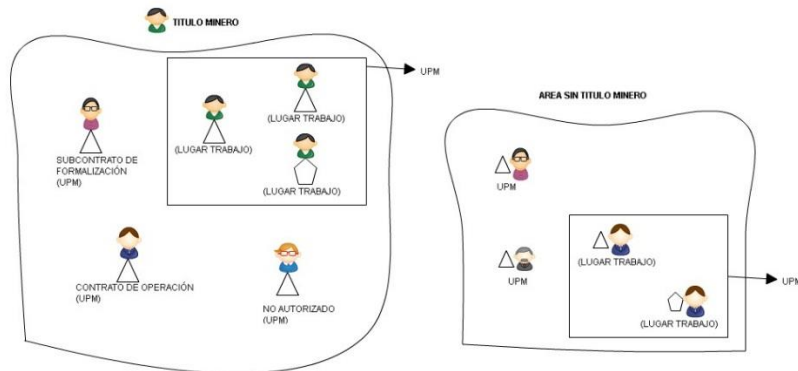 TITULO MINERO
UPM
(LUGAR TRABAJO)
(LUGAR TRABAJO)
(LUGAR TRABAJO)
SUBCONTRATO DE
FORMALIZACIÓN
(UPM)
CONTRATO DE OPERACIÓN
(UPM)
NO AUTORIZADO
(UPM)
AREA SIN TITULO MINERO
UPM
UPM
(LUGAR TRABAJO)
UPM
(LUGAR TRABAJO)